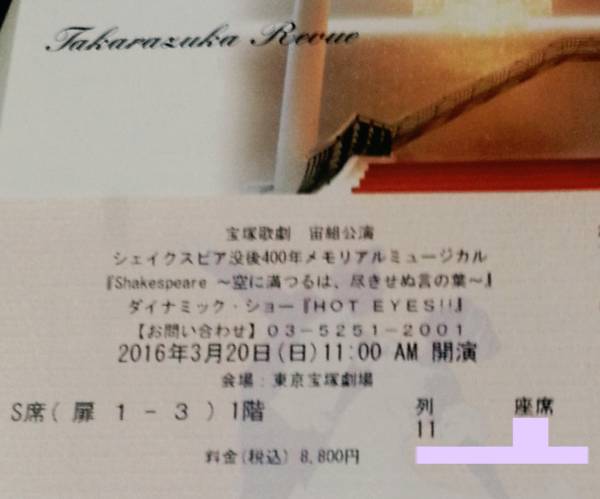 Takarazuka Revue
宝塚歌劇 宙組公演
シェイクスピア没後400年メモリアルミュージカル
『Shakespeare ～空に満つるは、尽きせぬ言の葉～』
ダイナミック・ショー『HOT EYES!!』
【お問い合わせ】03-5251-2001
2016年3月20日(日)11:00 AM 開演
会場：東京宝塚劇場
S席( 扉 1 - 3 ) 1階 列 座席
11
料金(税込) 8,800円